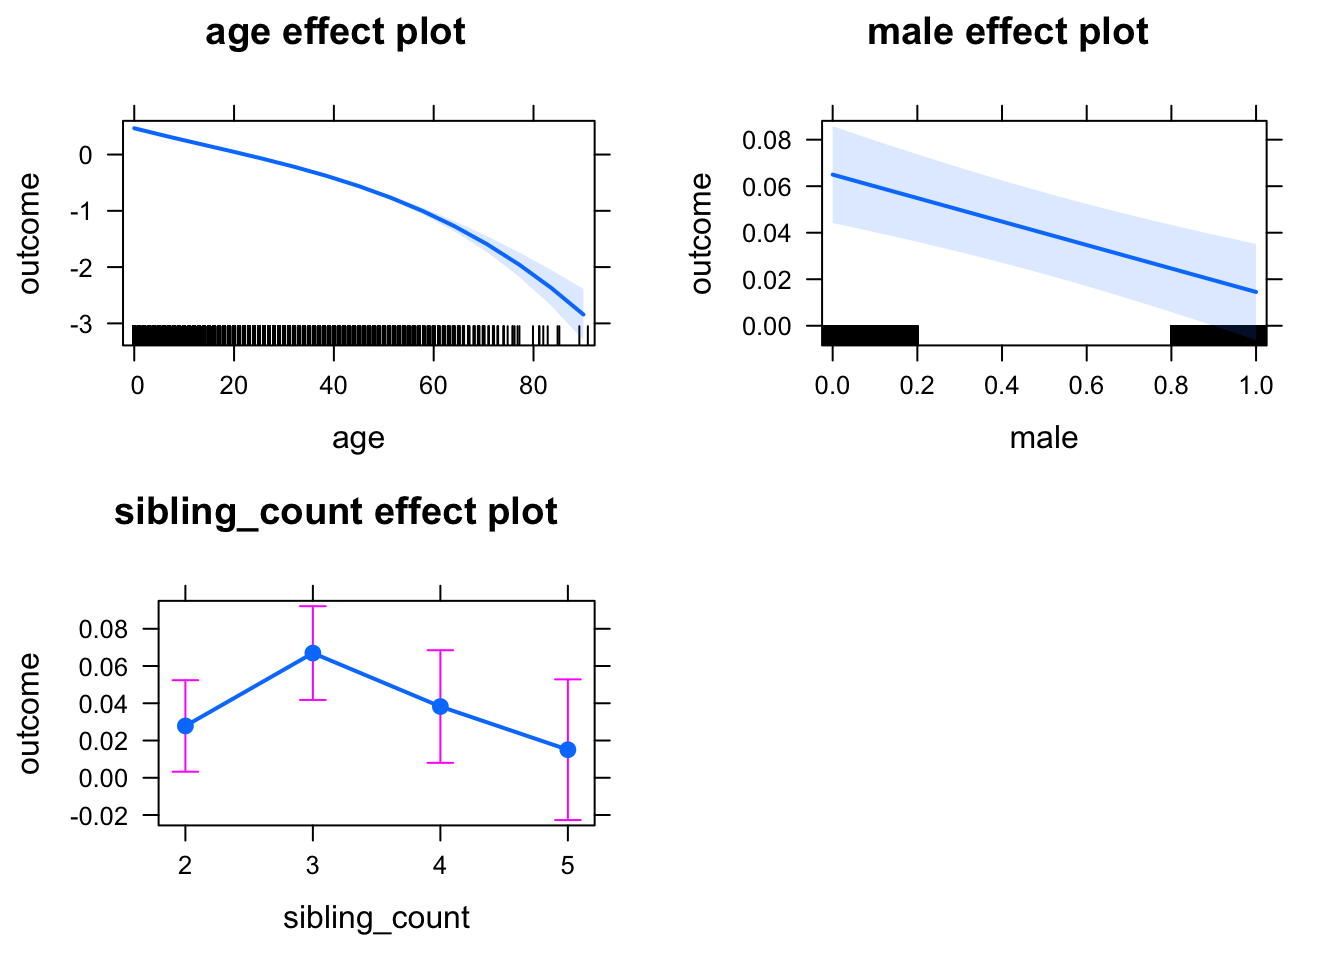 age effect plot
outcome
0
-1
-2
-3
0 20 40 60 80
age
male effect plot
outcome
0.08
0.06
0.04
0.02
0.00
0.0 0.2 0.4 0.6 0.8 1.0
male
sibling_count effect plot
outcome
0.08
0.06
0.04
0.02
0.00
-0.02
2 3 4 5
sibling_count